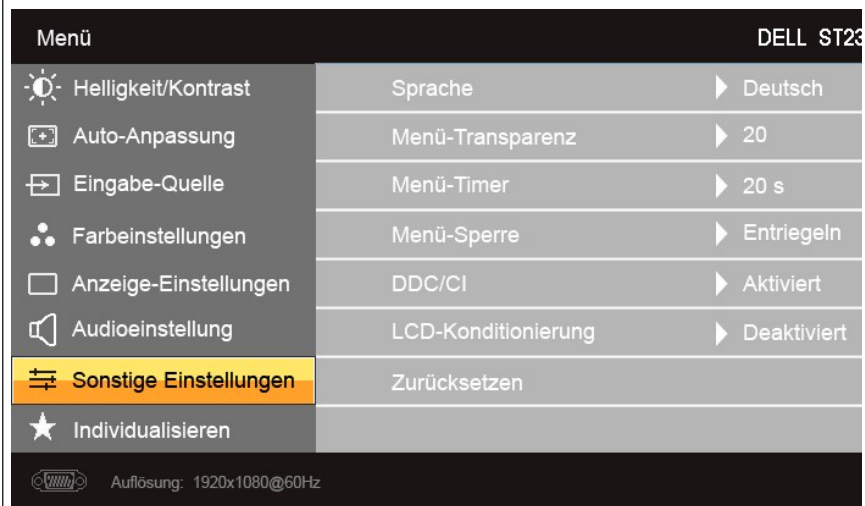 Menü DELL ST23
Helligkeit/Kontrast Sprache Deutsch
Auto-Anpassung Menü-Transparenz 20
Eingabe-Quelle Menü-Timer 20 s
Farbeinstellungen Menü-Sperre Entriegeln
Anzeige-Einstellungen DDC/CI Aktiviert
Audioeinstellung LCD-Konditionierung Deaktiviert
Sonstige Einstellungen Zurücksetzen
Individualisieren
Auflösung: 1920x1080@60Hz